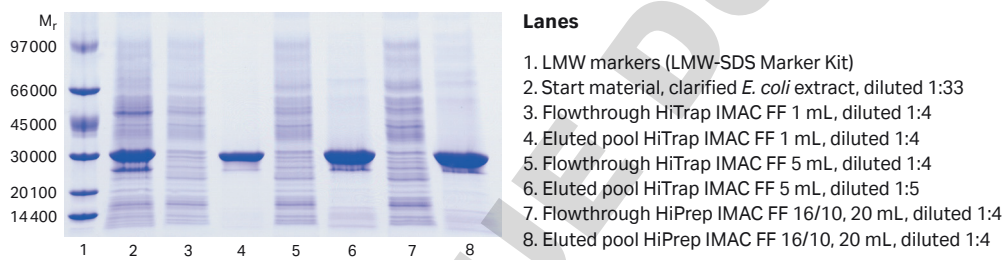 Mr
97000
66000
45000
30000
20100
14400
1 2 3 4 5 6 7 8
Lanes
1. LMW markers (LMW-SDS Marker Kit)
2. Start material, clarified E. coli extract, diluted 1:33
3. Flowthrough HiTrap IMAC FF 1 mL, diluted 1:4
4. Eluted pool HiTrap IMAC FF 1 mL, diluted 1:4
5. Flowthrough HiTrap IMAC FF 5 mL, diluted 1:4
6. Eluted pool HiTrap IMAC FF 5 mL, diluted 1:5
7. Flowthrough HiPrep IMAC FF 16/10, 20 mL, diluted 1:4
8. Eluted pool HiPrep IMAC FF 16/10, 20 mL, diluted 1:4